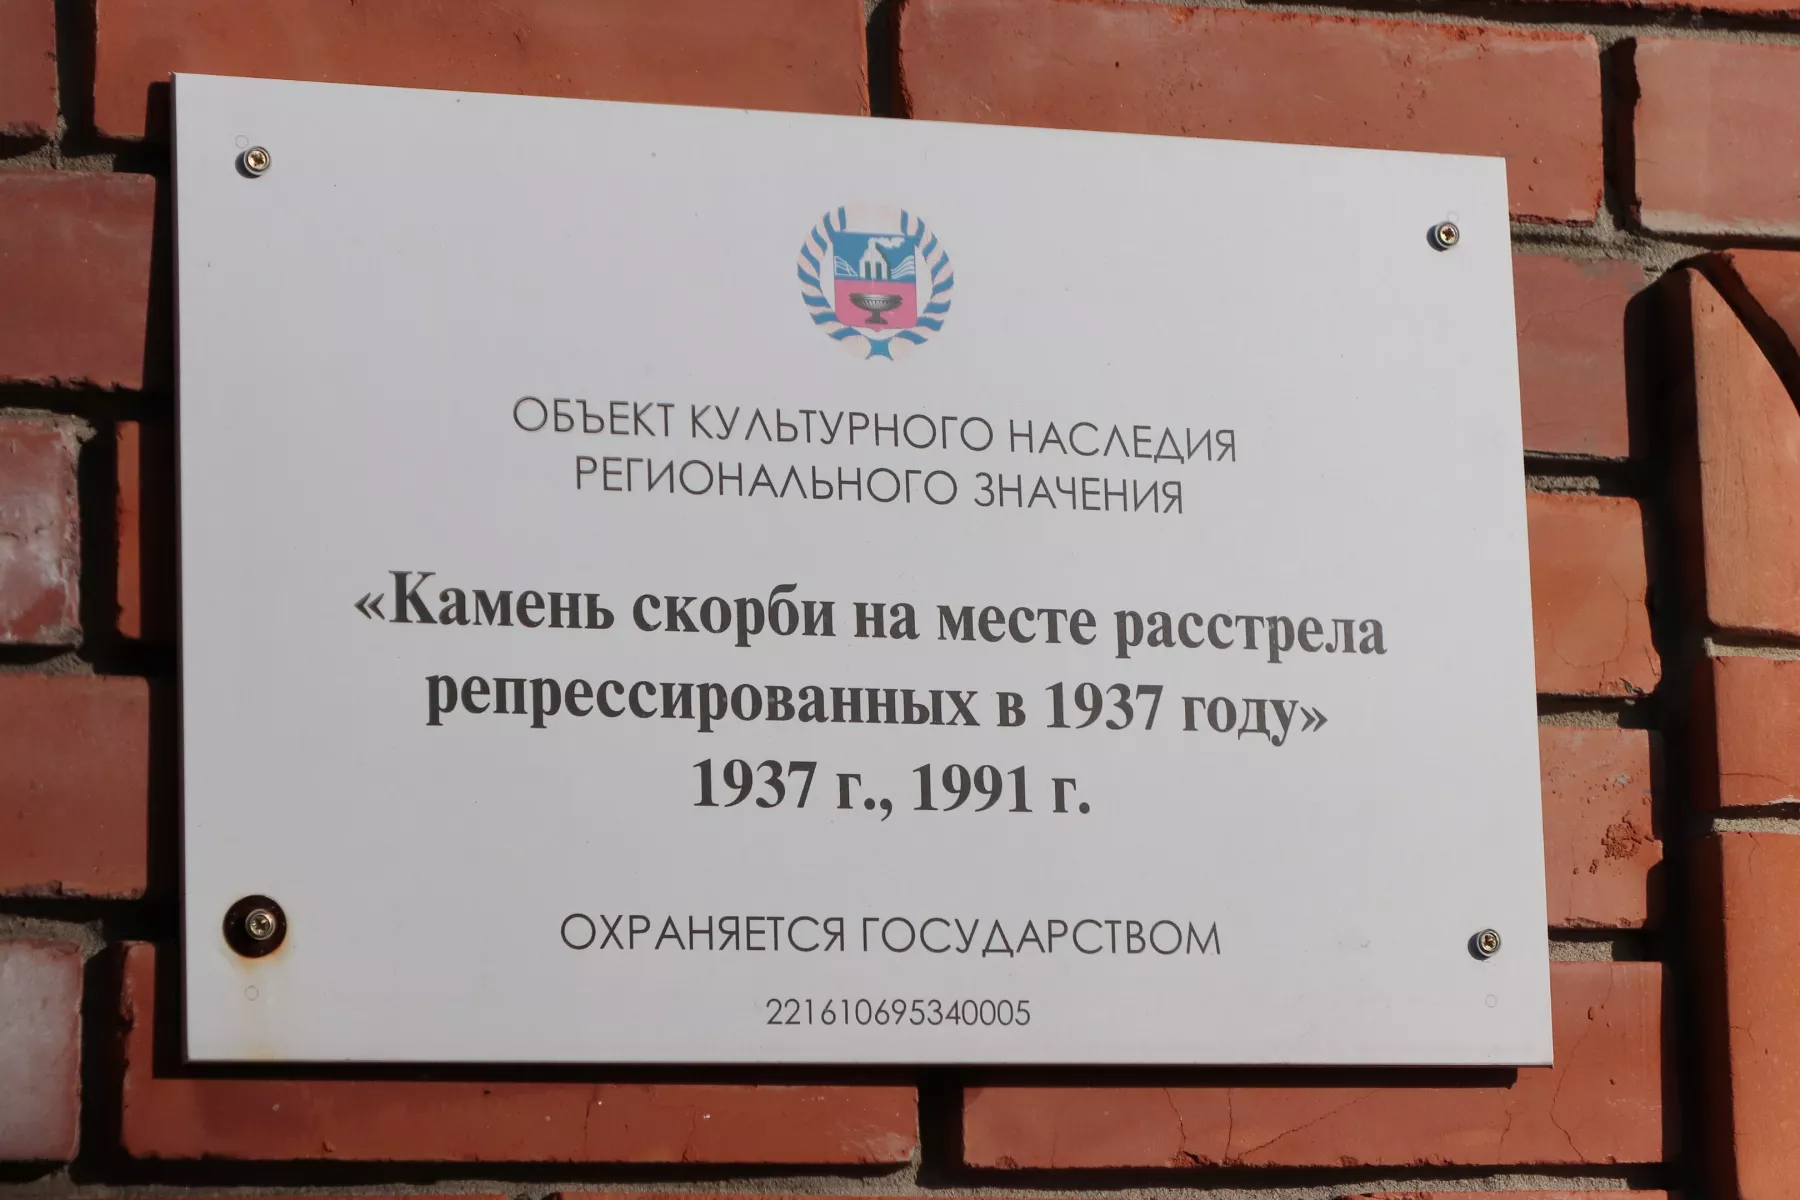 ОБЪЕКТ КУЛЬТУРНОГО НАСЛЕДИЯ
РЕГИОНАЛЬНОГО ЗНАЧЕНИЯ
«Камень скорби на месте расстрела
репрессированных в 1937 году»
1937 г., 1991 г.
ОХРАНЯЕТСЯ ГОСУДАРСТВОМ
221610695340005